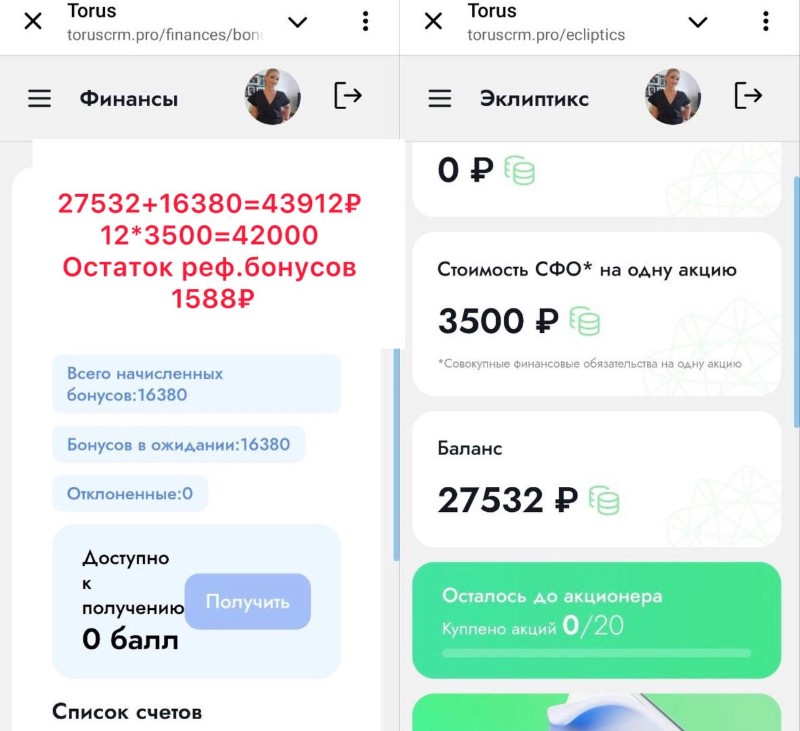 Torus
toruscrm.pro/finances/bon
Финансы
27532+16380=43912₽
12*3500=42000
Остаток реф.бонусов
1588₽
Всего начисленных
бонусов:16380
Бонусов в ожидании:16380
Отклоненные:0
Доступно
к
получению
0 балл
Получить
Список счетов
Torus
toruscrm.pro/ecliptics
Эклиптикс
0 ₽
Стоимость СФО* на одну акцию
3500 ₽
*Совокупные финансовые обязательства на одну акцию
Баланс
27532 ₽
Осталось до акционера
Куплено акций 0/20